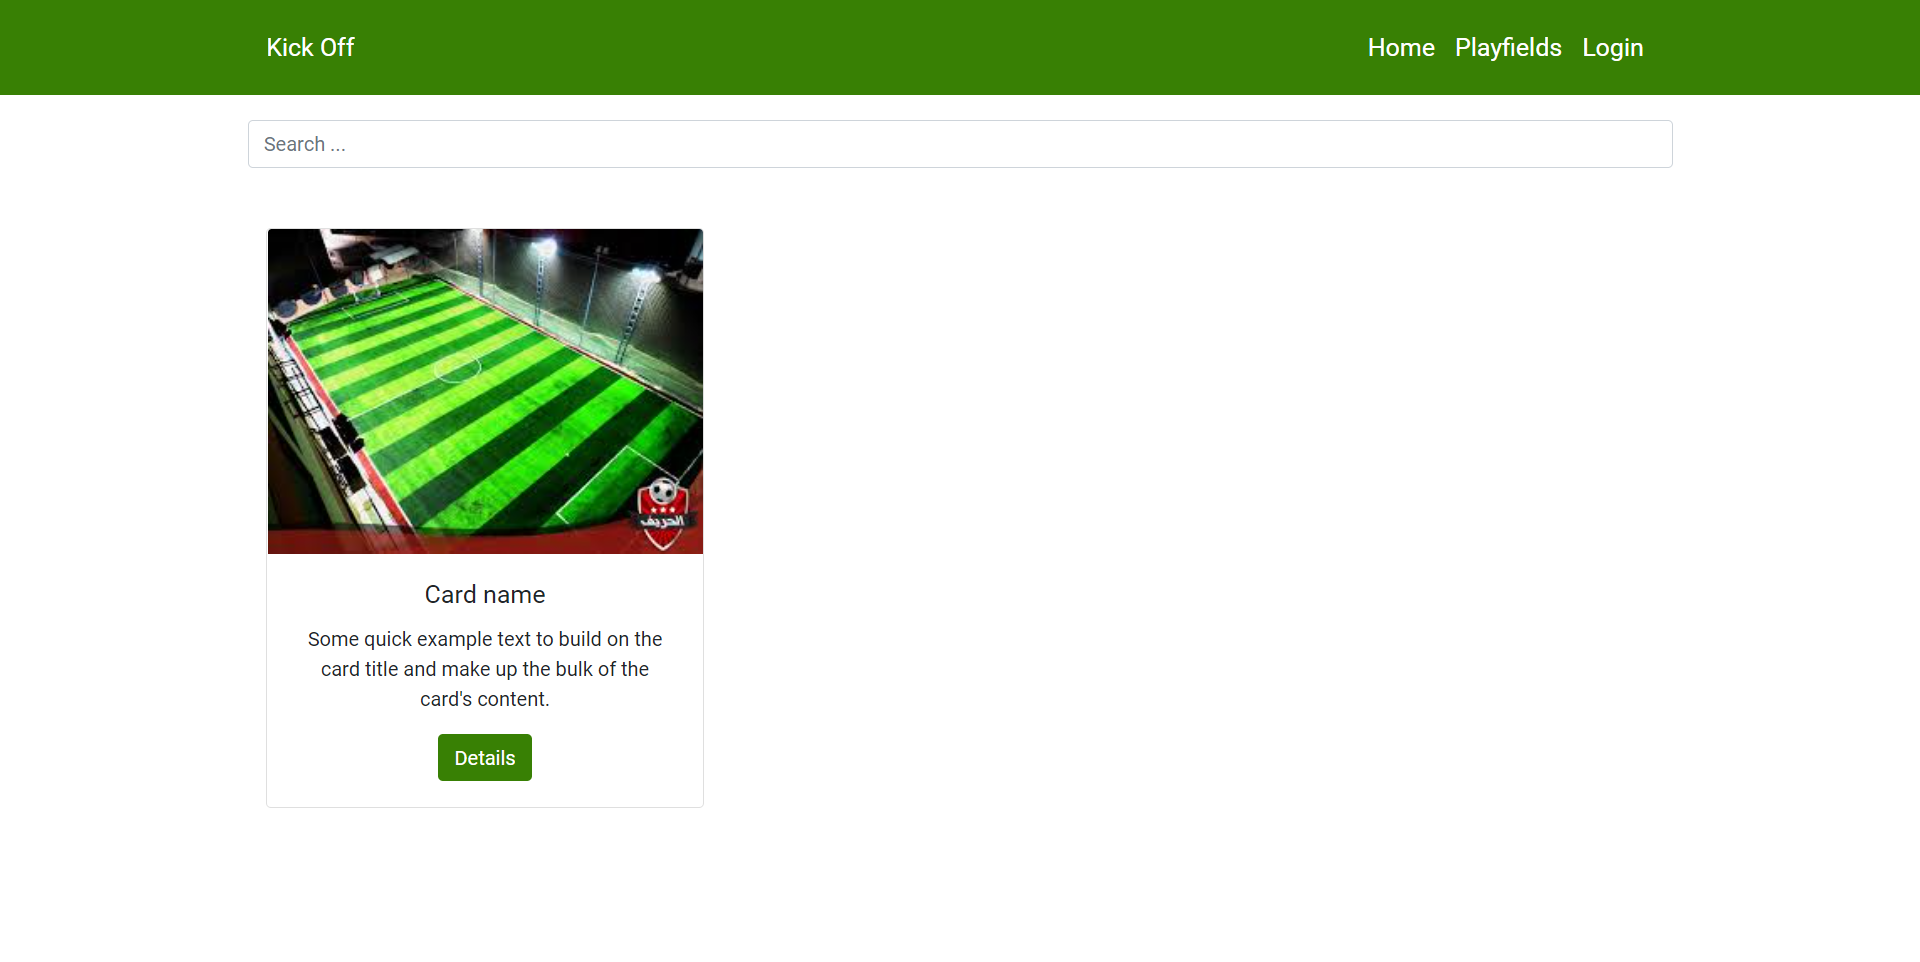 Kick Off
Home Playfields Login
Search ...
الحريف
Card name
Some quick example text to build on the
card title and make up the bulk of the
card's content.
Details